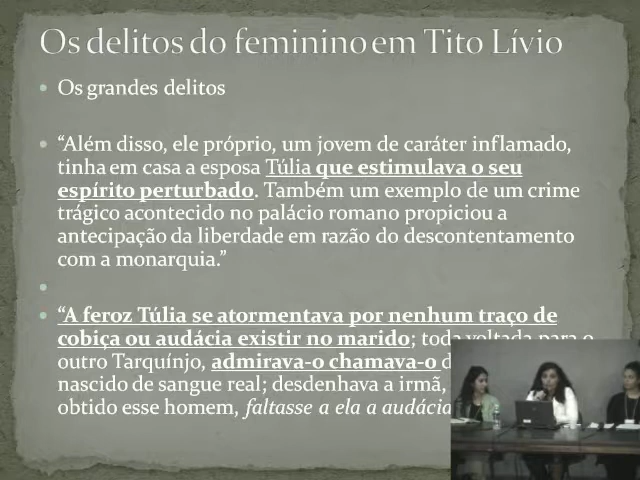 Os delitos do feminino em Tito Lívio
Os grandes delitos
“Além disso, ele próprio, um jovem de caráter inflamado,
tinha em casa a esposa Túlia que estimulava o seu
espírito perturbado. Também um exemplo de um crime
trágico acontecido no palácio romano propiciou a
antecipação da liberdade em razão do descontentamento
com a monarquia.”
“A feroz Túlia se atormentava por nenhum traço de
cobiça ou audácia existir no marido; toda voltada para o
outro Tarquínjo, admirava-o chamava-o
nascido de sangue real; desdenhava a irmã,
obtido esse homem, faltasse a ela a audácia